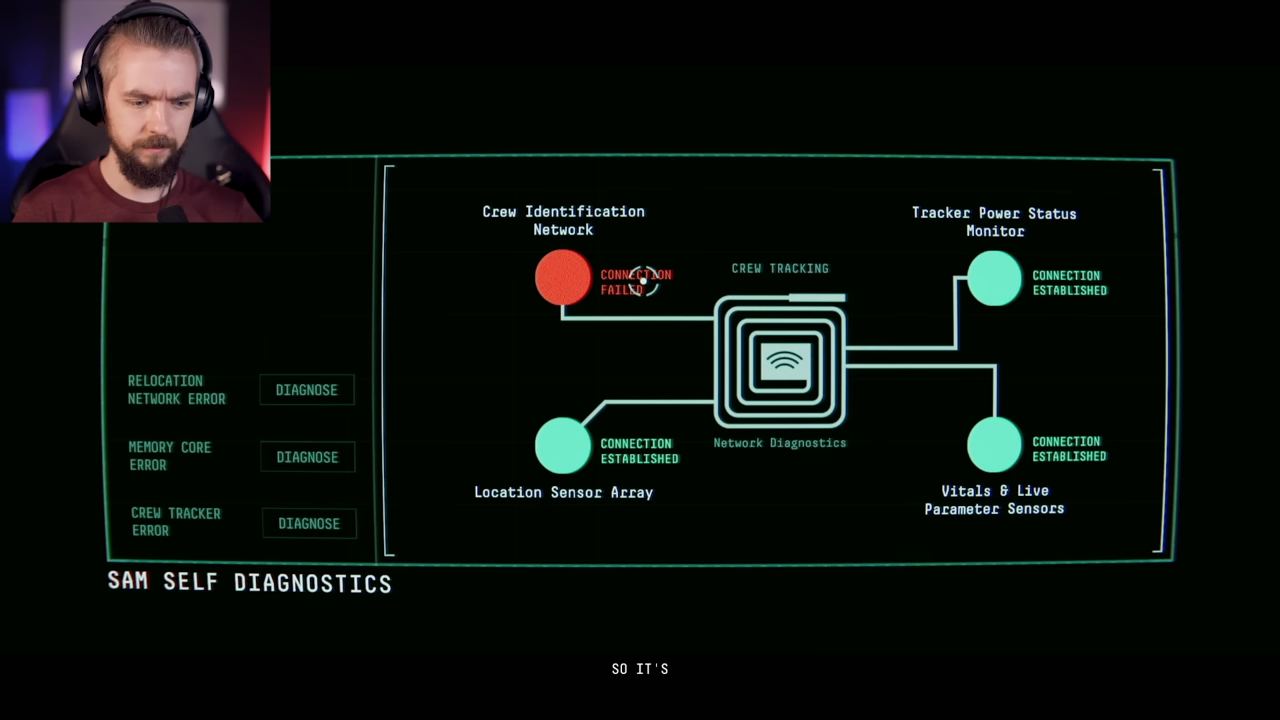 Crew Identification
Network
CONNECTION
FAILED
CREW TRACKING
Tracker Power Status
Monitor
CONNECTION
ESTABLISHED
RELOCATION
NETWORK ERROR
DIAGNOSE
MEMORY CORE
ERROR
DIAGNOSE
CREW TRACKER
ERROR
DIAGNOSE
CONNECTION
ESTABLISHED
Location Sensor Array
Network Diagnostics
CONNECTION
ESTABLISHED
Vitals & Live
Parameter Sensors
SAM SELF DIAGNOSTICS
SO IT'S